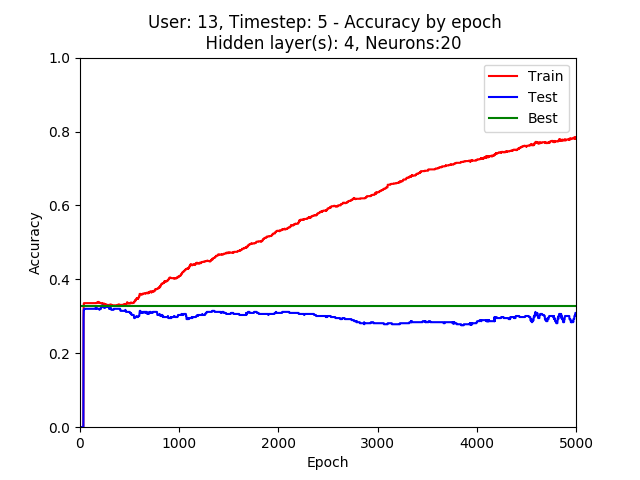 User: 13, Timestep: 5 - Accuracy by epoch
Hidden layer(s): 4, Neurons:20
1.0
0.8
0.6
0.4
0.2
0.0
Accuracy
Train
Test
Best
0 1000 2000 3000 4000 5000
Epoch